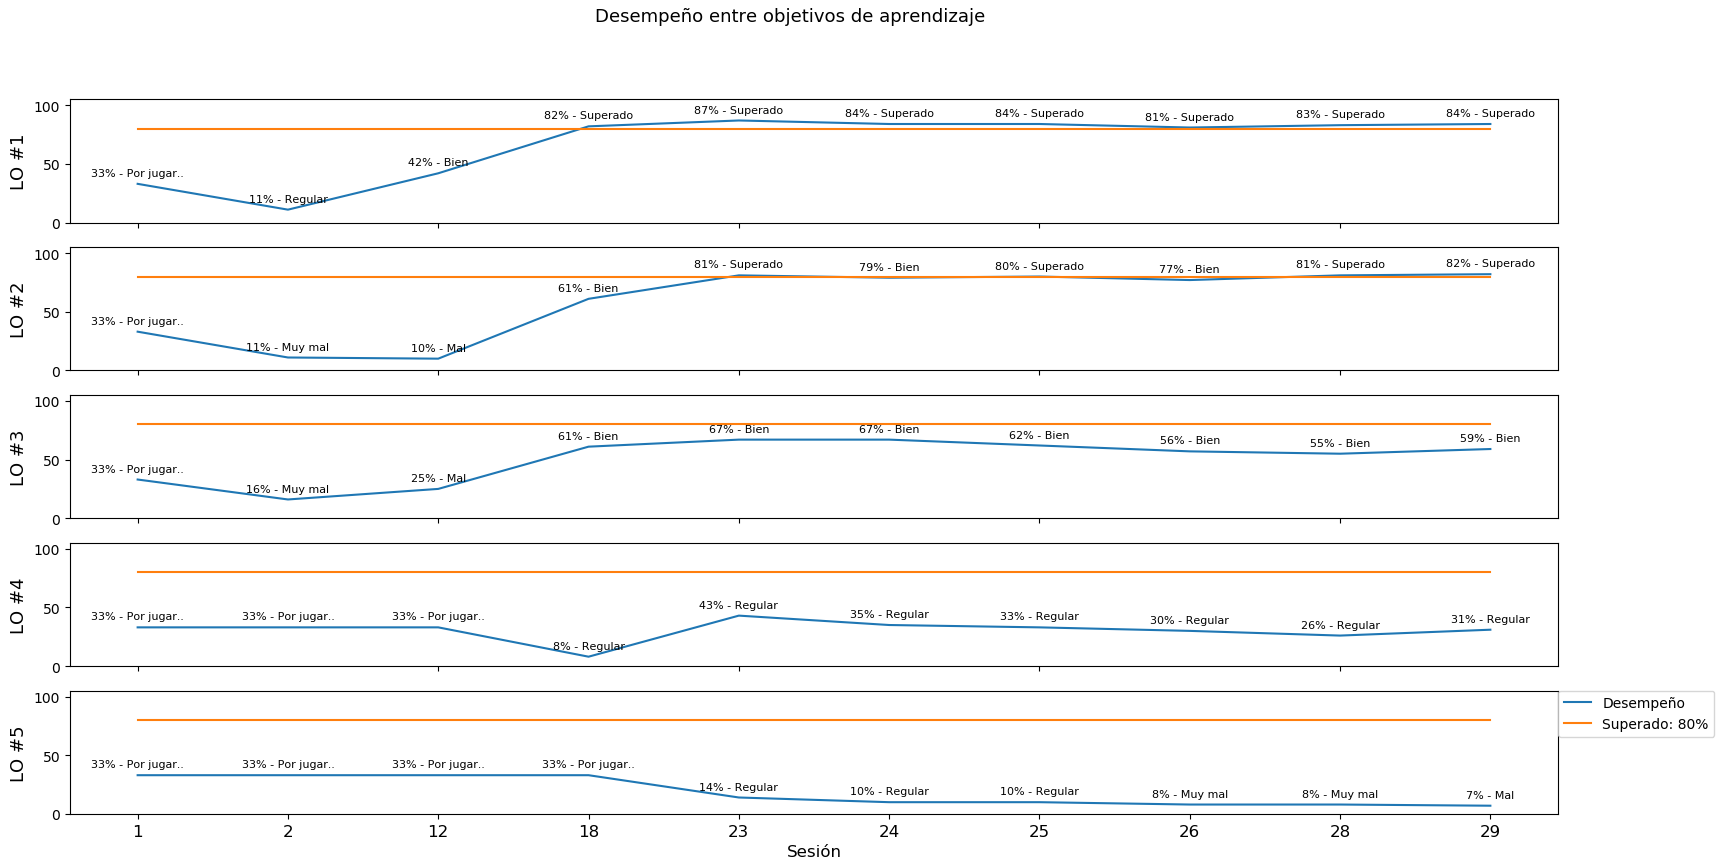 Desempeño entre objetivos de aprendizaje
LO #1
100
50
0
33% - Por jugar..
11% - Regular
42% - Bien
82% - Superado
87% - Superado
84% - Superado
84% - Superado
81% - Superado
83% - Superado
84% - Superado
LO #2
100
50
0
33% - Por jugar..
11% - Muy mal
10% - Mal
61% - Bien
81% - Superado
79% - Bien
80% - Superado
77% - Bien
81% - Superado
82% - Superado
LO #3
100
50
0
33% - Por jugar..
16% - Muy mal
25% - Mal
61% - Bien
67% - Bien
67% - Bien
62% - Bien
56% - Bien
55% - Bien
59% - Bien
LO #4
100
50
0
33% - Por jugar..
33% - Por jugar..
33% - Por jugar..
8% - Regular
43% - Regular
35% - Regular
33% - Regular
30% - Regular
26% - Regular
31% - Regular
LO #5
100
50
0
33% - Por jugar..
33% - Por jugar..
33% - Por jugar..
33% - Por jugar..
14% - Regular
10% - Regular
10% - Regular
8% - Muy mal
8% - Muy mal
7% - Mal
Desempeño
Superado: 80%
1 2 12 18 23 24 25 26 28 29
Sesión